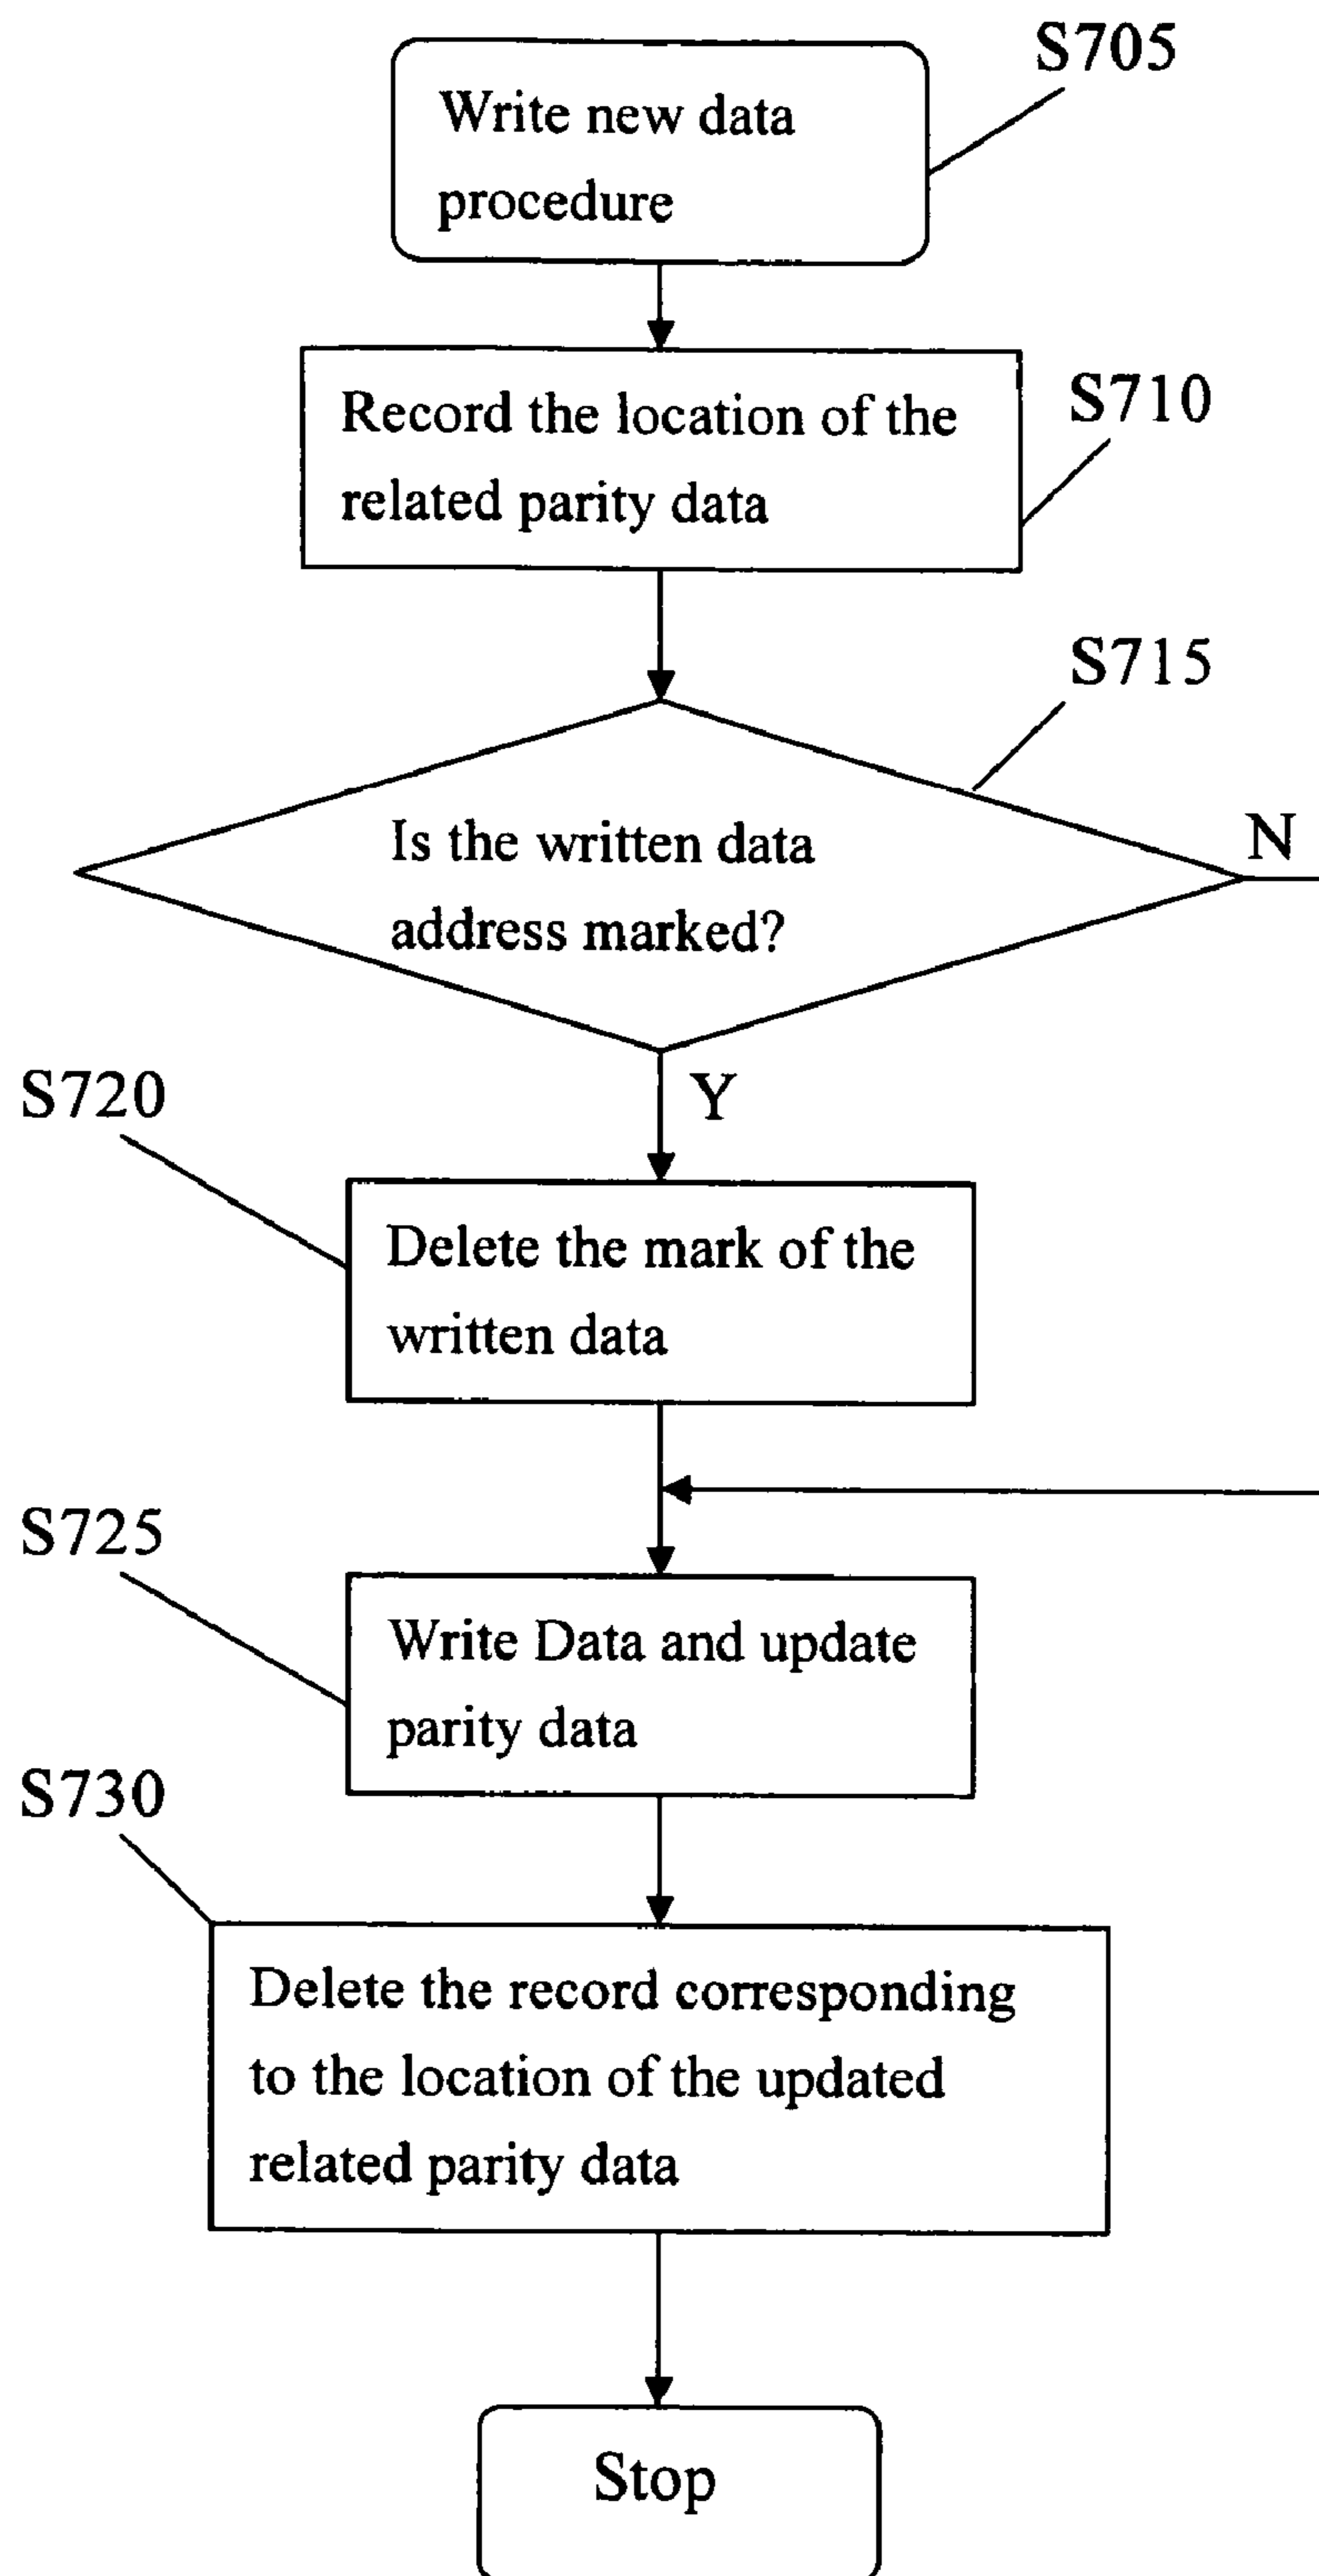 S705
Write new data
procedure
S710
Record the location of the
related parity data
S715
Is the written data
address marked?
N
Y
S720
Delete the mark of the
written data
S725
Write Data and update
parity data
S730
Delete the record corresponding
to the location of the updated
related parity data
Stop